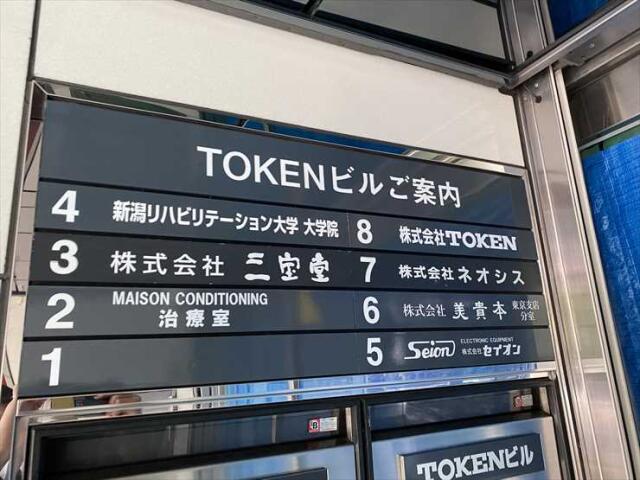 TOKENビルご案内
4 新潟リハビリテーション大学 大学院
3 株式会社 三宝堂
2 MAISON CONDITIONING
治療室
1
8 株式会社TOKEN
7 株式会社ネオシス
6 株式会社 美貴本 東京支店
分室
5 Seion ELECTRONIC EQUIPMENT
株式会社セイオン
TOKENビル